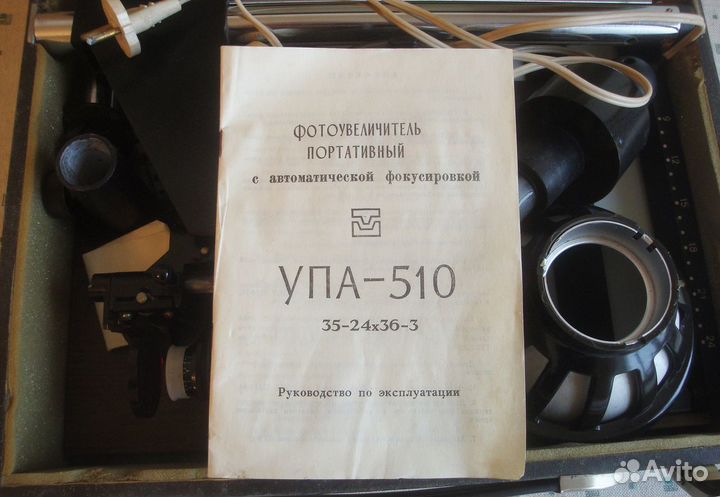 ФОТОУВЕЛИЧИТЕЛЬ
ПОРТАТИВНЫЙ
с автоматической фокусировкой
УПА-510
35-24х36-3
Руководство по эксплуатации
Avito